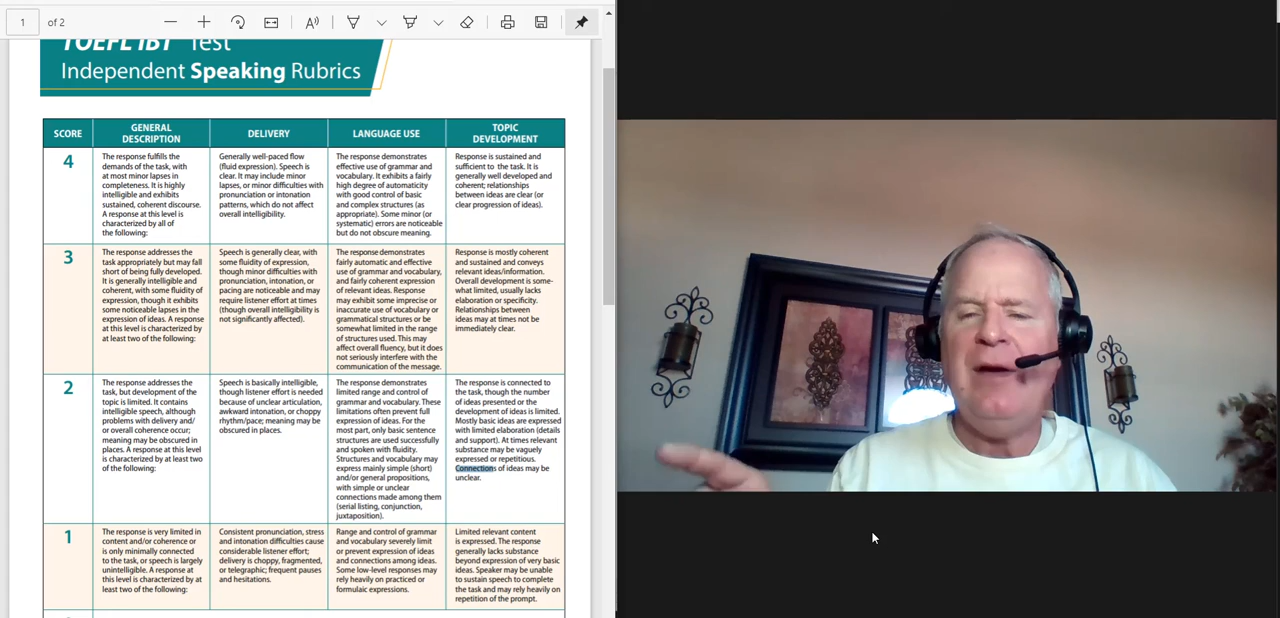 1 of 2
TOEFL iBT Test
Independent Speaking Rubrics
SCORE
GENERAL
DESCRIPTION
DELIVERY
LANGUAGE USE
TOPIC
DEVELOPMENT
4
The response fulfills the
demands of the task, with
at most minor lapses in
completeness. It is highly
intelligible and exhibits
sustained, coherent discourse.
A response at this level is
characterized by all of
the following:
Generally well-paced flow
(fluid expression). Speech is
clear. It may include minor
lapses, or minor difficulties with
pronunciation or intonation
patterns, which do not affect
overall intelligibility.
The response demonstrates
effective use of grammar and
vocabulary. It exhibits a fairly
high degree of automaticity
with good control of basic
and complex structures (as
appropriate). Some minor (or
systematic) errors are noticeable
but do not obscure meaning.
Response is sustained and
sufficient to the task. It is
generally well developed and
coherent; relationships
between ideas are clear (or
clear progression of ideas).
3
The response addresses the
task appropriately but may fall
short of being fully developed.
It is generally intelligible and
coherent, with some fluidity of
expression, though it exhibits
some noticeable lapses in the
expression of ideas. A response
at this level is characterized by
at least two of the following:
Speech is generally clear, with
some fluidity of expression,
though minor difficulties with
pronunciation, intonation, or
pacing are noticeable and may
require listener effort at times
(though overall intelligibility is
not significantly affected).
The response demonstrates
fairly automatic and effective
use of grammar and vocabulary,
and fairly coherent expression
of relevant ideas. Response
may exhibit some imprecise or
inaccurate use of vocabulary or
grammatical structures or be
somewhat limited in the range
of structures used. This may
affect overall fluency, but it does
not seriously interfere with the
communication of the message.
Response is mostly coherent
and sustained and conveys
relevant ideas/information.
Overall development is some-
what limited, usually lacks
elaboration or specificity.
Relationships between
ideas may at times not be
immediately clear.
2
The response addresses the
task, but development of the
topic is limited. It contains
intelligible speech, although
problems with delivery and/
or overall coherence occur;
meaning may be obscured in
places. A response at this level
is characterized by at least two
of the following:
Speech is basically intelligible,
though listener effort is needed
because of unclear articulation,
awkward intonation, or choppy
rhythm/pace; meaning may be
obscured in places.
The response demonstrates
limited range and control of
grammar and vocabulary. These
limitations often prevent full
expression of ideas. For the
most part, only basic sentence
structures are used successfully
and spoken with fluidity.
Structures and vocabulary may
express mainly simple (short)
and/or general propositions,
with simple or unclear
connections made among them
(serial listing, conjunction,
juxtaposition).
The response is connected to
the task, though the number
of ideas presented or the
development of ideas is limited.
Mostly basic ideas are expressed
with limited elaboration (details
and support). At times relevant
substance may be vaguely
expressed or repetitious.
Connections of ideas may be
unclear.
1
The response is very limited in
content and/or coherence or
is only minimally connected
to the task, or speech is largely
unintelligible. A response at
this level is characterized by at
least two of the following:
Consistent pronunciation, stress
and intonation difficulties cause
considerable listener effort;
delivery is choppy, fragmented,
or telegraphic; frequent pauses
and hesitations.
Range and control of grammar
and vocabulary severely limit
or prevent expression of ideas
and connections among ideas.
Some low-level responses may
rely heavily on practiced or
formulaic expressions.
Limited relevant content
is expressed. The response
generally lacks substance
beyond expression of very basic
ideas. Speaker may be unable
to sustain speech to complete
the task and may rely heavily on
repetition of the prompt.